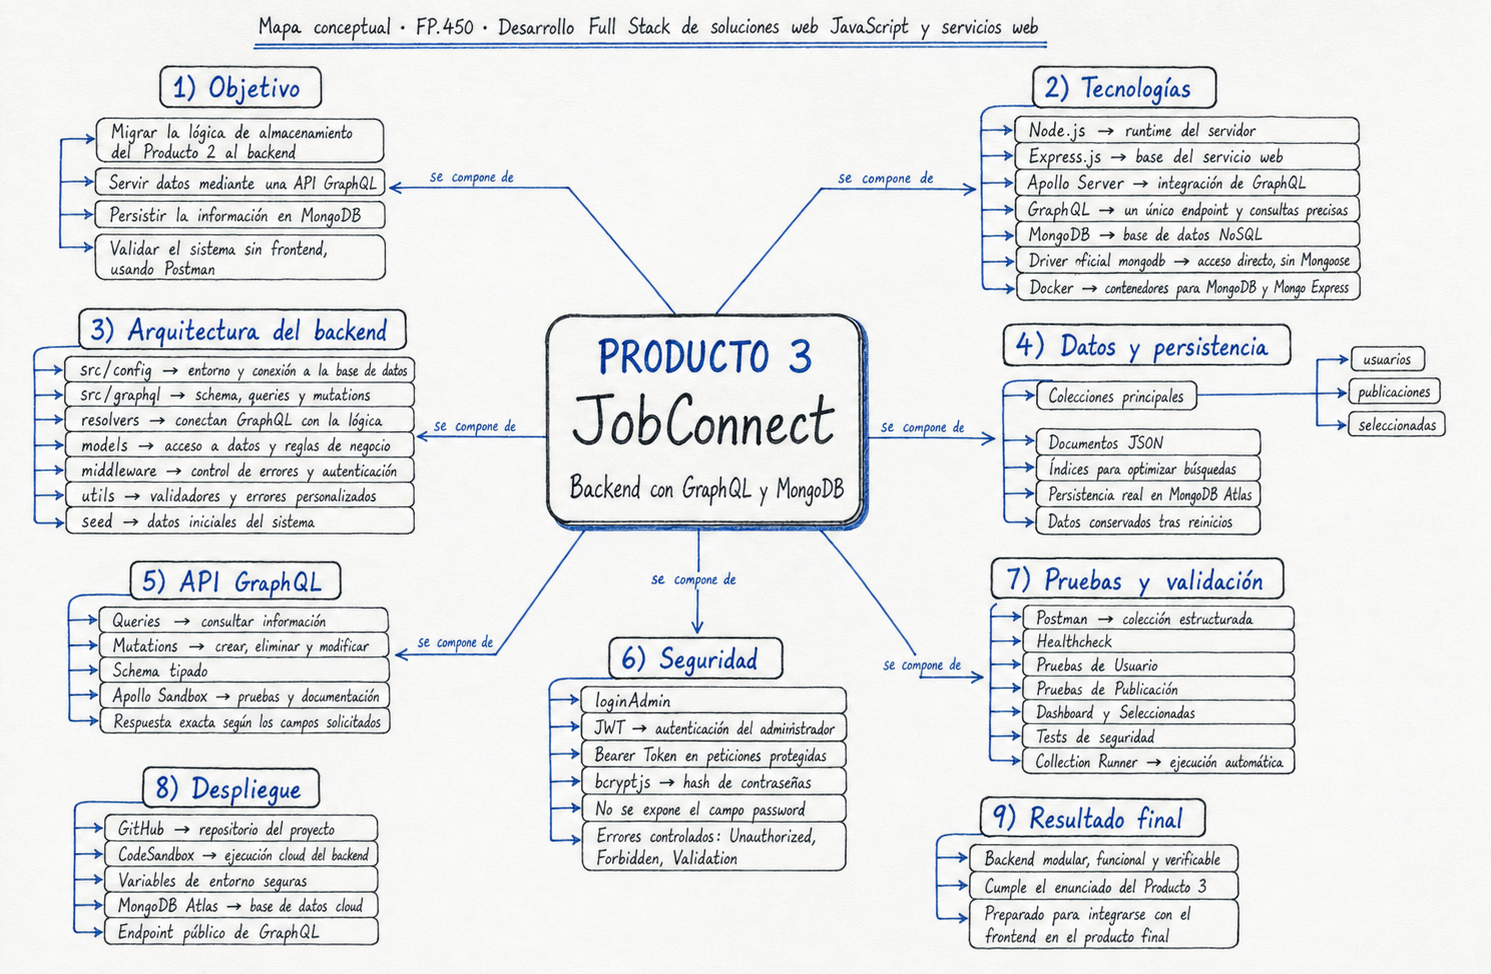 Mapa conceptual · FP.450 · Desarrollo Full Stack de soluciones web JavaScript y servicios web
1) Objetivo
Migrar la lógica de almacenamiento
del Producto 2 al backend
Servir datos mediante una API GraphQL
Persistir la información en MongoDB
Validar el sistema sin frontend,
usando Postman
se compone de
2) Tecnologías
Node.js → runtime del servidor
Express.js → base del servicio web
Apollo Server → integración de GraphQL
GraphQL → un único endpoint y consultas precisas
MongoDB → base de datos NoSQL
Driver oficial mongodb → acceso directo, sin Mongoose
Docker → contenedores para MongoDB y Mongo Express
se compone de
3) Arquitectura del backend
src/config → entorno y conexión a la base de datos
src/graphql → schema, queries y mutations
resolvers → conectan GraphQL con la lógica
models → acceso a datos y reglas de negocio
middleware → control de errores y autenticación
utils → validadores y errores personalizados
seed → datos iniciales del sistema
se compone de
PRODUCTO 3
JobConnect
Backend con GraphQL y MongoDB
se compone de
4) Datos y persistencia
Colecciones principales
usuarios
publicaciones
seleccionadas
Documentos JSON
Índices para optimizar búsquedas
Persistencia real en MongoDB Atlas
Datos conservados tras reinicios
5) API GraphQL
Queries → consultar información
Mutations → crear, eliminar y modificar
Schema tipado
Apollo Sandbox → pruebas y documentación
Respuesta exacta según los campos solicitados
se compone de
se compone de
6) Seguridad
loginAdmin
JWT → autenticación del administrador
Bearer Token en peticiones protegidas
bcryptjs → hash de contraseñas
No se expone el campo password
Errores controlados: Unauthorized,
Forbidden, Validation
se compone de
7) Pruebas y validación
Postman → colección estructurada
Healthcheck
Pruebas de Usuario
Pruebas de Publicación
Dashboard y Seleccionadas
Tests de seguridad
Collection Runner → ejecución automática
8) Despliegue
GitHub → repositorio del proyecto
CodeSandbox → ejecución cloud del backend
Variables de entorno seguras
MongoDB Atlas → base de datos cloud
Endpoint público de GraphQL
9) Resultado final
Backend modular, funcional y verificable
Cumple el enunciado del Producto 3
Preparado para integrarse con el
frontend en el producto final